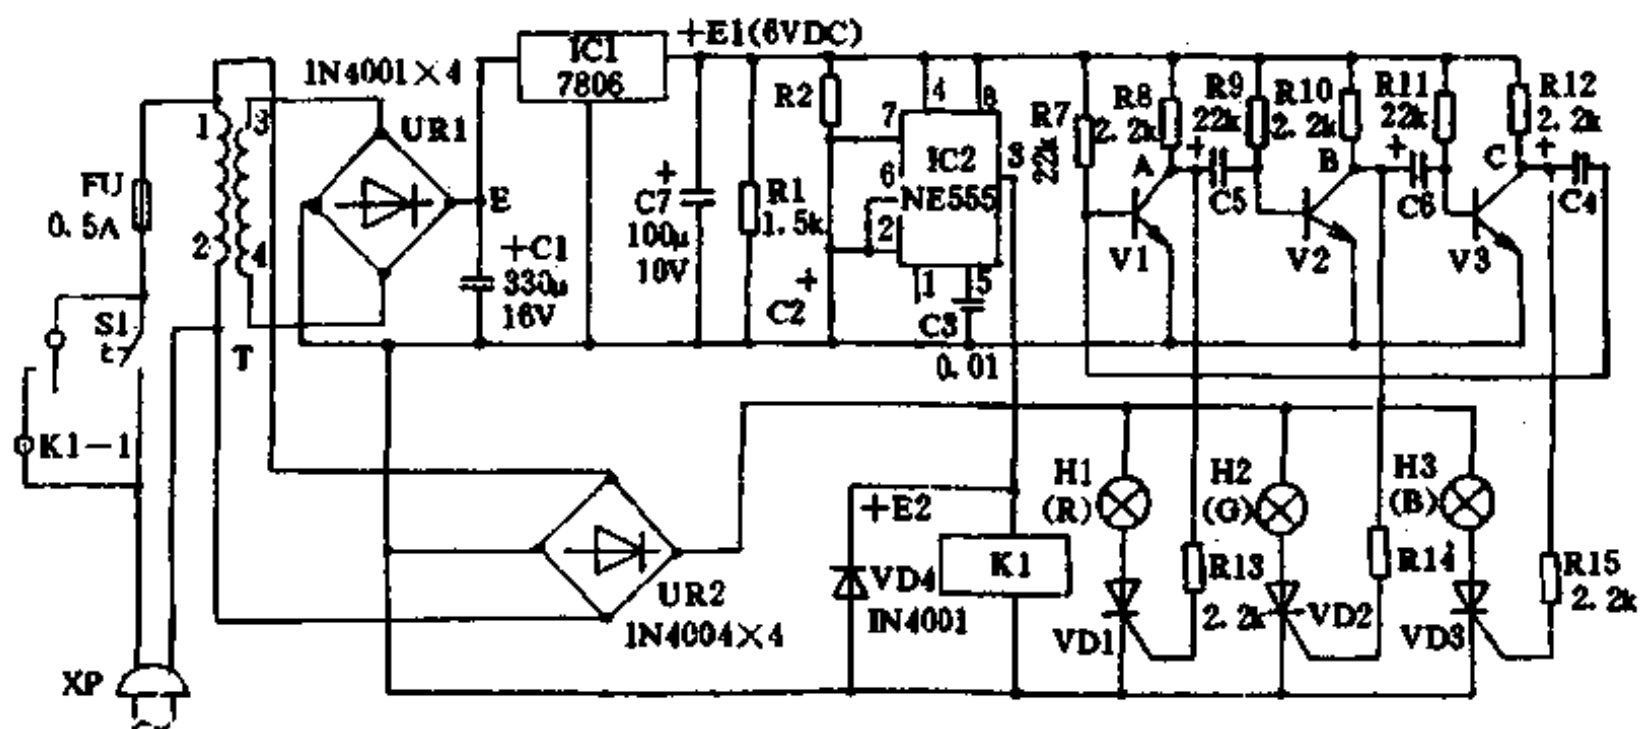 +E1(6VDC)
IC1
7806
1N4001×4
UR1
E
+C1
330μ
16V
1
2
3
4
T
FU
0.5A
S1
K1-1
XP
+
C7
100μ
10V
R1
1.5k
R2
+
C2
7
6
2
4
8
3
1
5
IC2
NE555
C3
0.01
R7
22k
R8
2.2k
R9
22k
R10
2.2k
R11
22k
R12
2.2k
A
+
C5
B
+
C6
C
+
C4
V1
V2
V3
UR2
1N4004×4
+E2
VD4
1N4001
K1
H1
(R)
H2
(G)
H3
(B)
R13
2.2k
R14
R15
2.2k
VD1
VD2
VD3